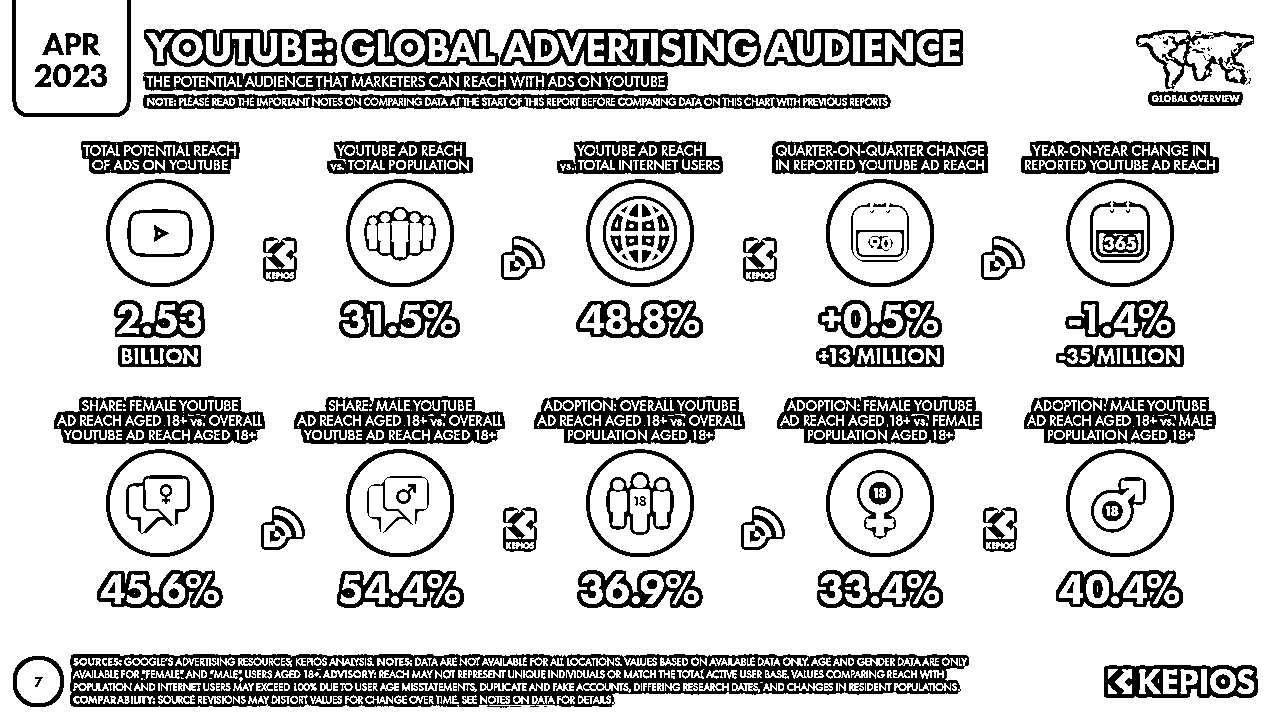 APR
2023
YOUTUBE: GLOBAL ADVERTISING AUDIENCE
THE POTENTIAL AUDIENCE THAT MARKETERS CAN REACH WITH ADS ON YOUTUBE
NOTE: PLEASE READ THE IMPORTANT NOTES ON COMPARING DATA AT THE START OF THIS REPORT BEFORE COMPARING DATA ON THIS CHART WITH PREVIOUS REPORTS
GLOBAL OVERVIEW
TOTAL POTENTIAL REACH
OF ADS ON YOUTUBE
2.53
BILLION
YOUTUBE AD REACH
vs. TOTAL POPULATION
31.5%
YOUTUBE AD REACH
vs. TOTAL INTERNET USERS
48.8%
QUARTER-ON-QUARTER CHANGE
IN REPORTED YOUTUBE AD REACH
90
+0.5%
+13 MILLION
YEAR-ON-YEAR CHANGE IN
REPORTED YOUTUBE AD REACH
365
-1.4%
-35 MILLION
KEPIOS
KEPIOS
SHARE: FEMALE YOUTUBE
AD REACH AGED 18+ vs. OVERALL
YOUTUBE AD REACH AGED 18+
45.6%
SHARE: MALE YOUTUBE
AD REACH AGED 18+ vs. OVERALL
YOUTUBE AD REACH AGED 18+
54.4%
ADOPTION: OVERALL YOUTUBE
AD REACH AGED 18+ vs. OVERALL
POPULATION AGED 18+
18
36.9%
ADOPTION: FEMALE YOUTUBE
AD REACH AGED 18+ vs. FEMALE
POPULATION AGED 18+
18
33.4%
ADOPTION: MALE YOUTUBE
AD REACH AGED 18+ vs. MALE
POPULATION AGED 18+
18
40.4%
KEPIOS
KEPIOS
7
SOURCES: GOOGLE'S ADVERTISING RESOURCES; KEPIOS ANALYSIS. NOTES: DATA ARE NOT AVAILABLE FOR ALL LOCATIONS. VALUES BASED ON AVAILABLE DATA ONLY. AGE AND GENDER DATA ARE ONLY
AVAILABLE FOR "FEMALE" AND "MALE" USERS AGED 18+. ADVISORY: REACH MAY NOT REPRESENT UNIQUE INDIVIDUALS OR MATCH THE TOTAL ACTIVE USER BASE. VALUES COMPARING REACH WITH
POPULATION AND INTERNET USERS MAY EXCEED 100% DUE TO USER AGE MISSTATEMENTS, DUPLICATE AND FAKE ACCOUNTS, DIFFERING RESEARCH DATES, AND CHANGES IN RESIDENT POPULATIONS.
COMPARABILITY: SOURCE REVISIONS MAY DISTORT VALUES FOR CHANGE OVER TIME. SEE NOTES ON DATA FOR DETAILS.
KEPIOS